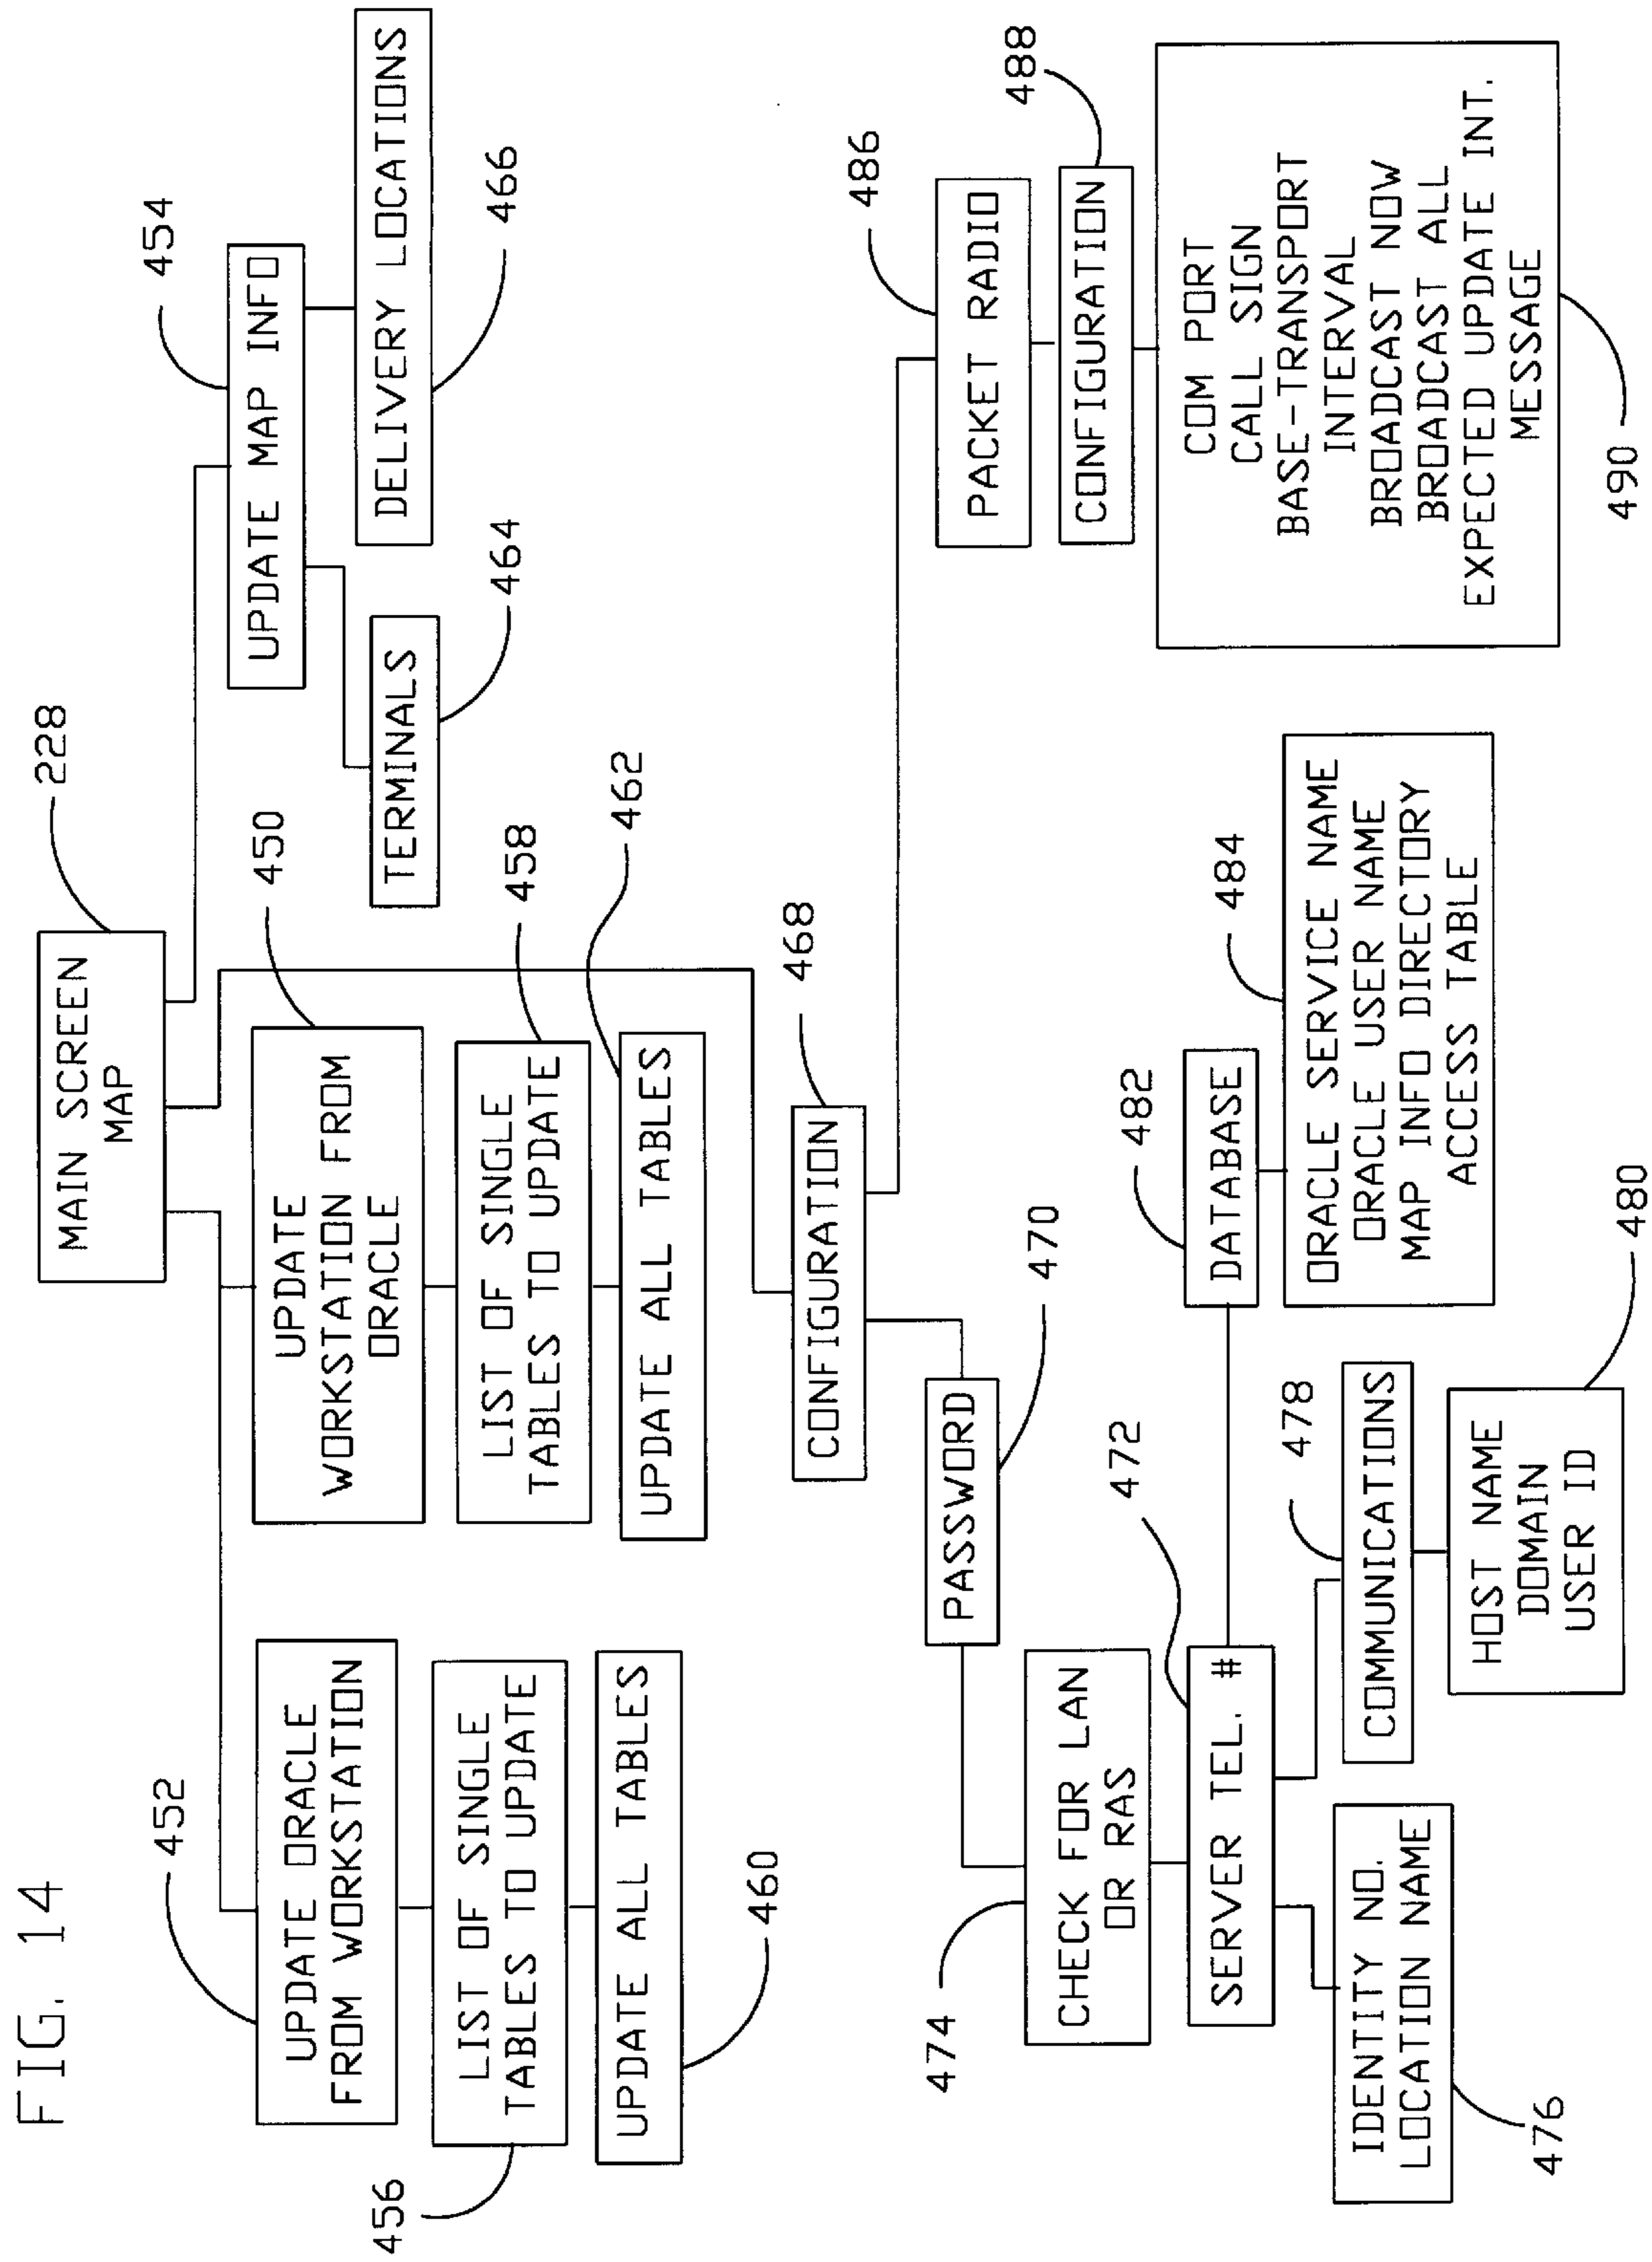 FIG. 14
MAIN SCREEN
MAP
228
452
UPDATE ORACLE
FROM WORKSTATION
456
LIST OF SINGLE
TABLES TO UPDATE
UPDATE ALL TABLES
460
450
UPDATE
WORKSTATION FROM
ORACLE
458
LIST OF SINGLE
TABLES TO UPDATE
462
UPDATE ALL TABLES
454
UPDATE MAP INFO
TERMINALS
464
DELIVERY LOCATIONS
466
CONFIGURATION
468
PASSWORD
470
474
CHECK FOR LAN
OR RAS
472
SERVER TEL. #
IDENTITY NO.
LOCATION NAME
476
478
COMMUNICATIONS
HOST NAME
DOMAIN
USER ID
480
482
DATABASE
484
ORACLE SERVICE NAME
ORACLE USER NAME
MAP INFO DIRECTORY
ACCESS TABLE
486
PACKET RADIO
488
CONFIGURATION
COM PORT
CALL SIGN
BASE-TRANSPORT
INTERVAL
BROADCAST NOW
BROADCAST ALL
EXPECTED UPDATE INT.
MESSAGE
490